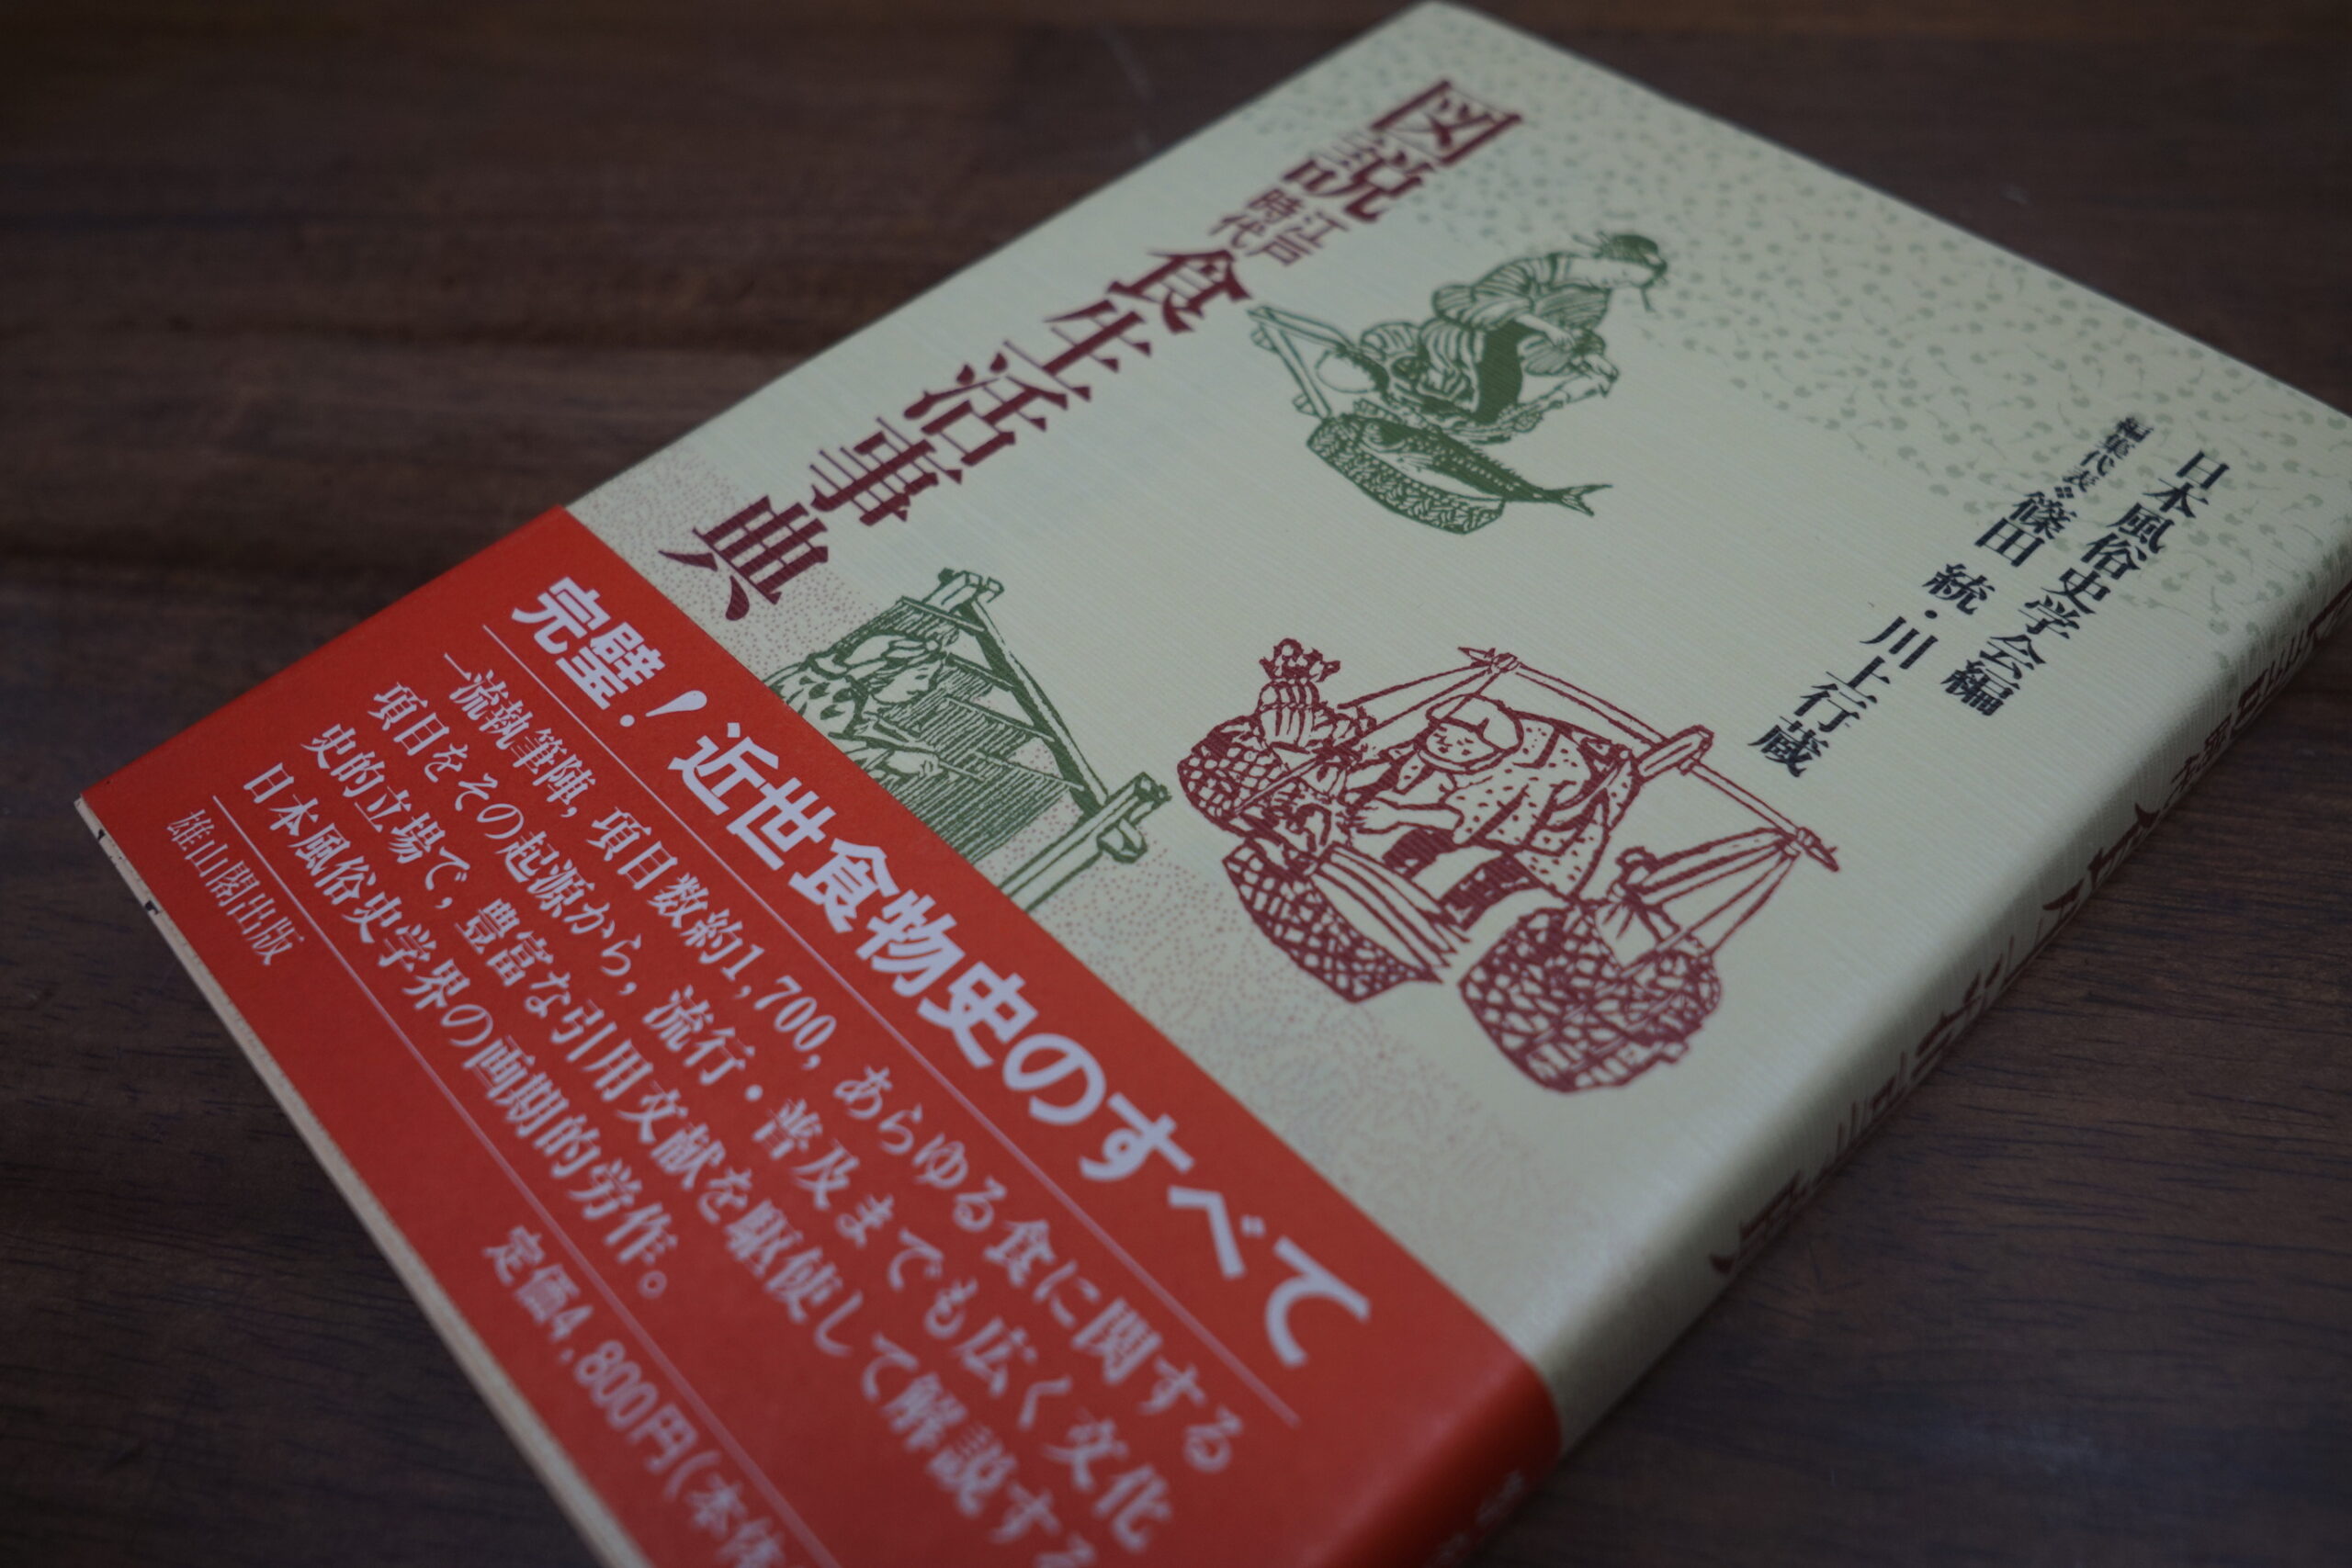 図説
江戸
時代
食生活事典
日本風俗史学会編
編集代表❖篠田 統・川上行蔵
完璧！近世食物史のすべて
一流執筆陣，項目数約1,700，あらゆる食に関する
項目をその起源から，流行・普及までも広く文化
史的立場で，豊富な引用文献を駆使して解説する
日本風俗史学界の画期的労作。
雄山閣出版
定価4,800円(本体